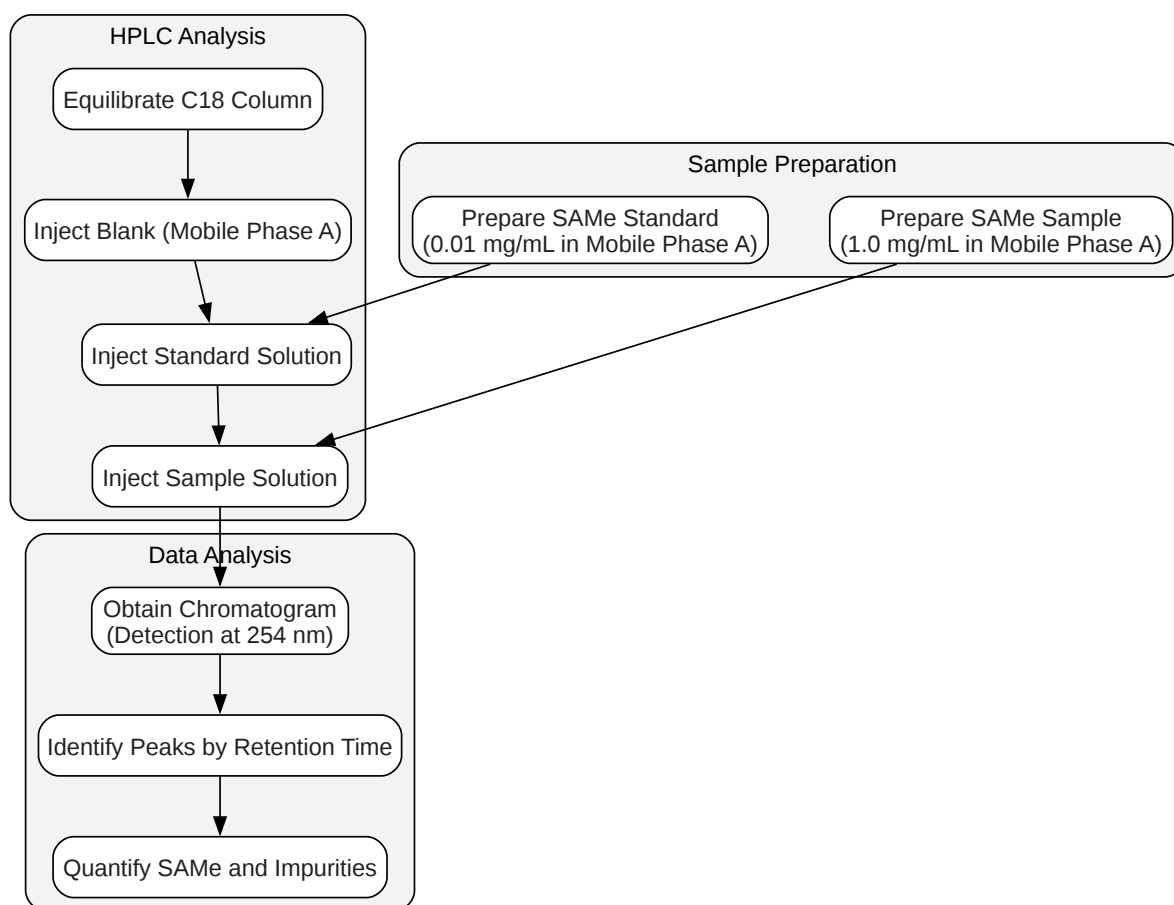 HPLC Analysis
Equilibrate C18 Column
Inject Blank (Mobile Phase A)
Sample Preparation
Prepare SAMe Standard
(0.01 mg/mL in Mobile Phase A)
Prepare SAMe Sample
(1.0 mg/mL in Mobile Phase A)
Inject Standard Solution
Inject Sample Solution
Data Analysis
Obtain Chromatogram
(Detection at 254 nm)
Identify Peaks by Retention Time
Quantify SAMe and Impurities